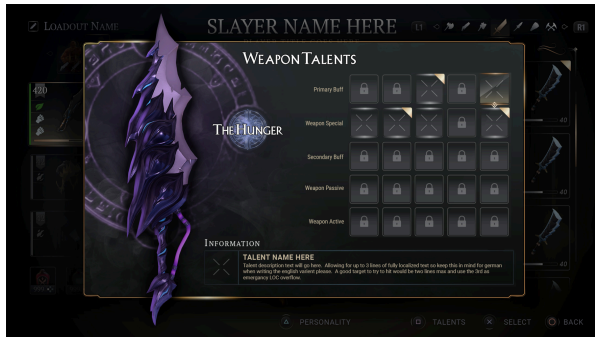 LOADOUT NAME
SLAYER NAME HERE
L1
R1
WEAPON TALENTS
420
Primary Buff
THE HUNGER
Weapon Special
Secondary Buff
Weapon Passive
Weapon Active
40
40
40
INFORMATION
TALENT NAME HERE
Talent description text will go here. Allowing for up to 3 lines of fully localized text so keep this in mind for german
when writing the english varient please. A good target to try to hit would be two lines max and use the 3rd as
emergancy LOC overflow.
PERSONALITY
TALENTS
SELECT
BACK